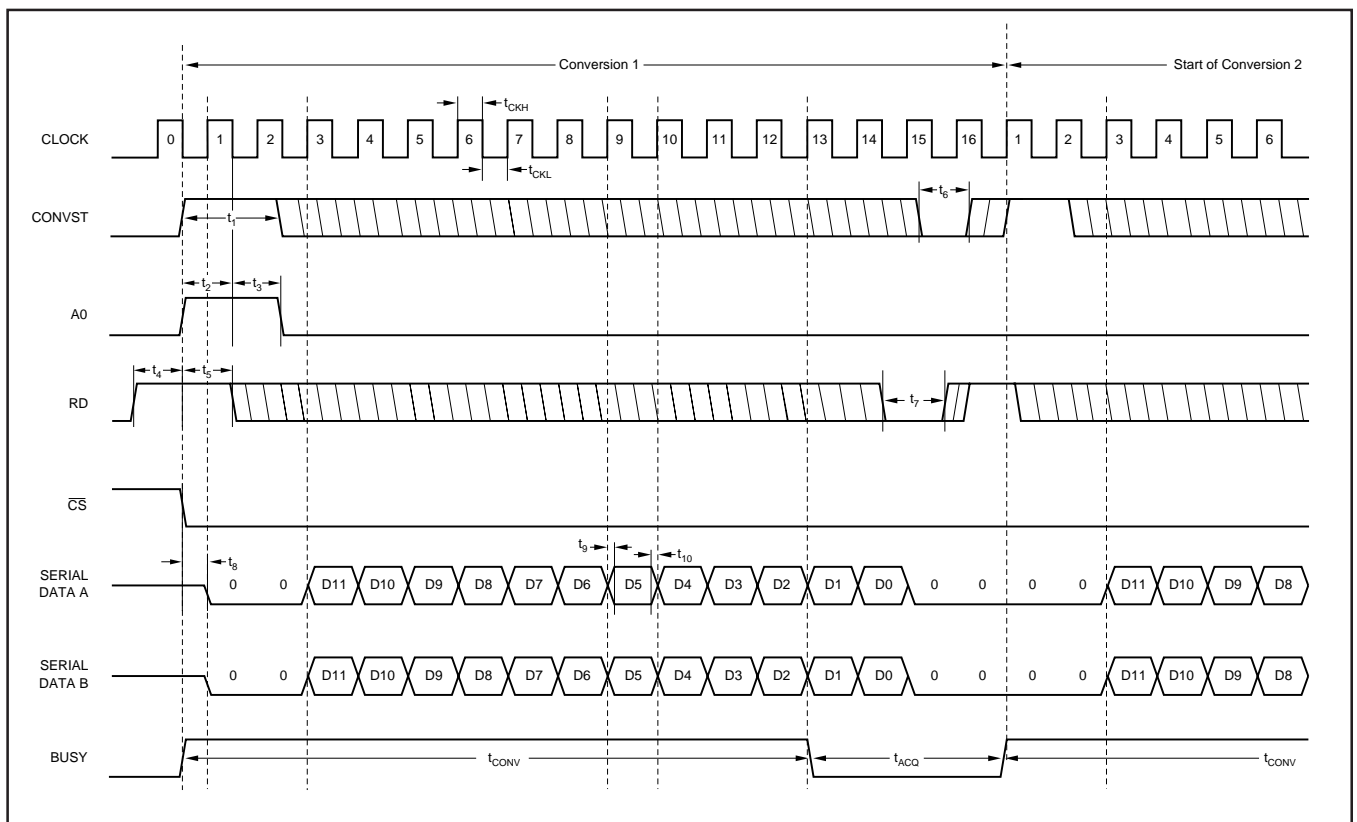 Conversion 1 Start of Conversion 2
tCKH
CLOCK 0 1 2 3 4 5 6 7 8 9 10 11 12 13 14 15 16 1 2 3 4 5 6
tCKL
CONVST t1 t6
t2 t3
A0
t4 t5
RD t7
CS
t8 t9 t10
SERIAL DATA A 0 0 D11 D10 D9 D8 D7 D6 D5 D4 D3 D2 D1 D0 0 0 0 0 D11 D10 D9 D8
SERIAL DATA B 0 0 D11 D10 D9 D8 D7 D6 D5 D4 D3 D2 D1 D0 0 0 0 0 D11 D10 D9 D8
BUSY tCONV tACQ tCONV